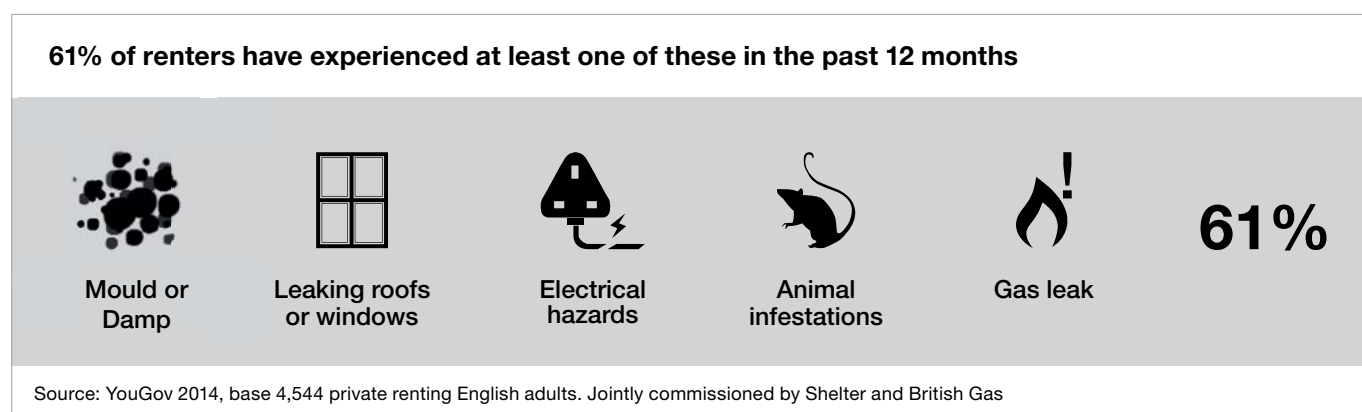 61% of renters have experienced at least one of these in the past 12 months
Mould or
Damp
Leaking roofs
or windows
Electrical
hazards
Animal
infestations
Gas leak
61%
Source: YouGov 2014, base 4,544 private renting English adults. Jointly commissioned by Shelter and British Gas